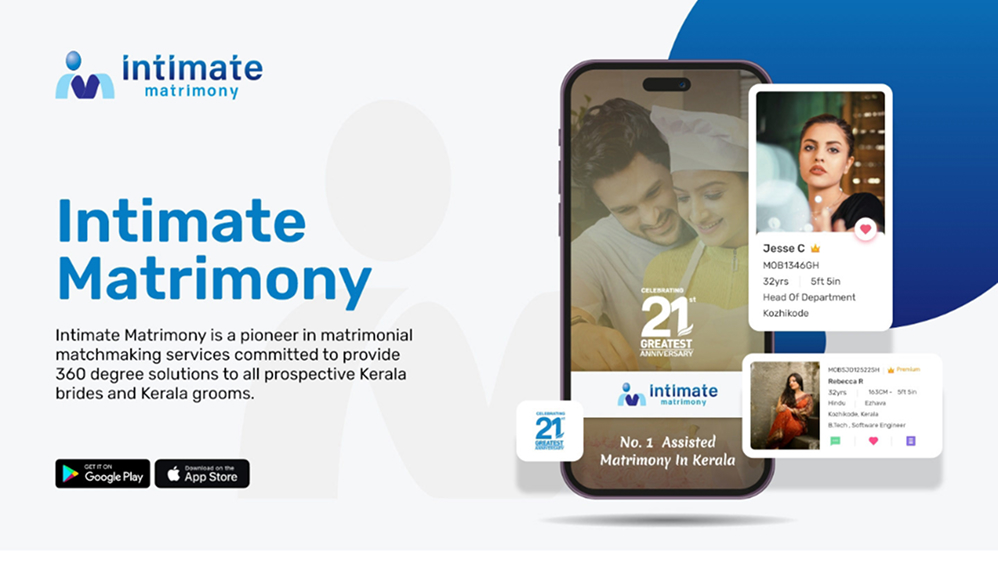 intimate
matrimony
Intimate
Matrimony
Intimate Matrimony is a pioneer in matrimonial
matchmaking services committed to provide
360 degree solutions to all prospective Kerala
brides and Kerala grooms.
GET IT ON
Google Play
Download on the
App Store
CELEBRATING
21st
GREATEST
ANNIVERSARY
intimate
matrimony
No. 1 Assisted
Matrimony In Kerala
CELEBRATING
21st
GREATEST
ANNIVERSARY
Jesse C
MOB1346GH
32yrs 5ft 5in
Head Of Department
Kozhikode
Premium
Rebecca R
32yrs 163CM - 5ft 5in
Hindu Ezhava
Kozhikode, Kerala
B.Tech , Software Engineer